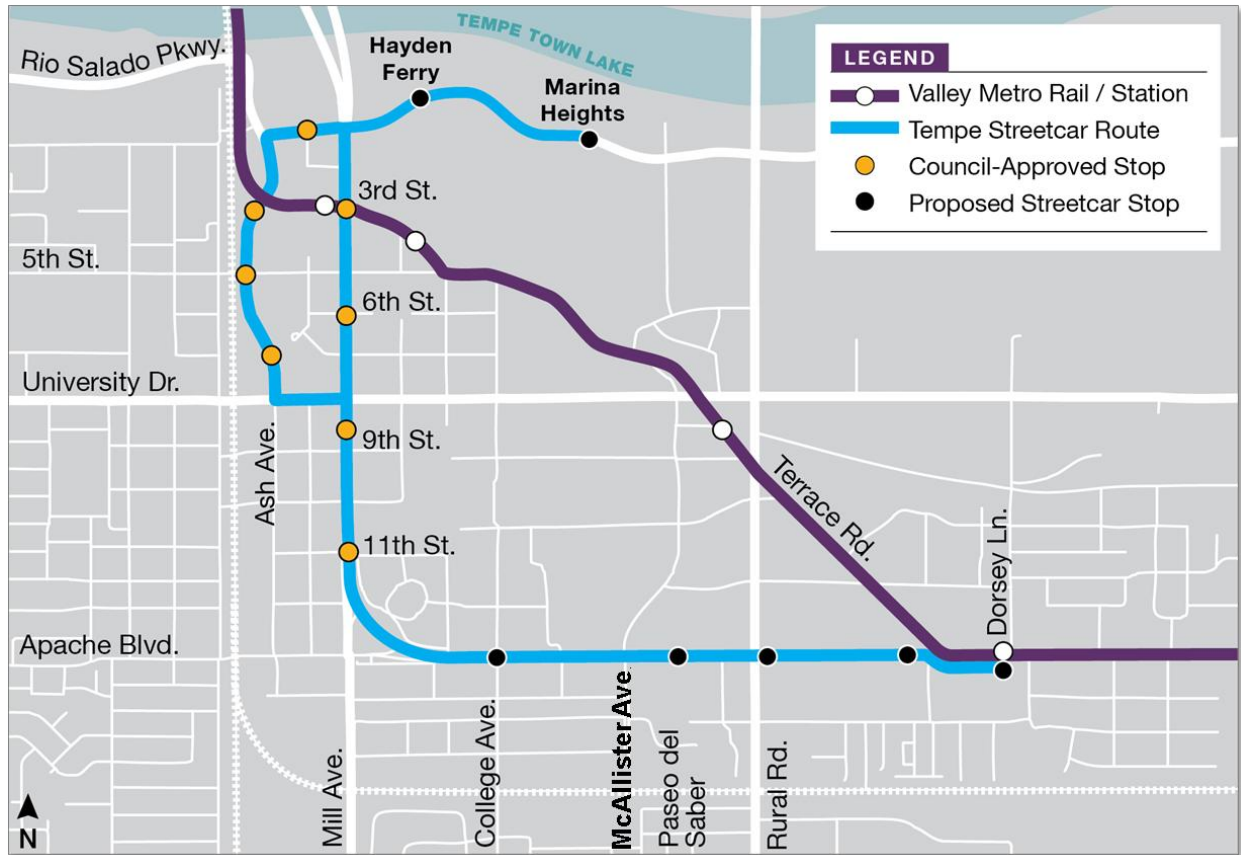 TEMPE TOWN LAKE
Rio Salado Pkwy.
Hayden
Ferry
Marina
Heights
LEGEND
Valley Metro Rail / Station
Tempe Streetcar Route
Council-Approved Stop
Proposed Streetcar Stop
3rd St.
5th St.
6th St.
University Dr.
9th St.
Ash Ave.
Terrace Rd.
11th St.
Dorsey Ln.
Apache Blvd.
Mill Ave.
College Ave.
McAllister Ave
Paseo del
Saber
Rural Rd.
N